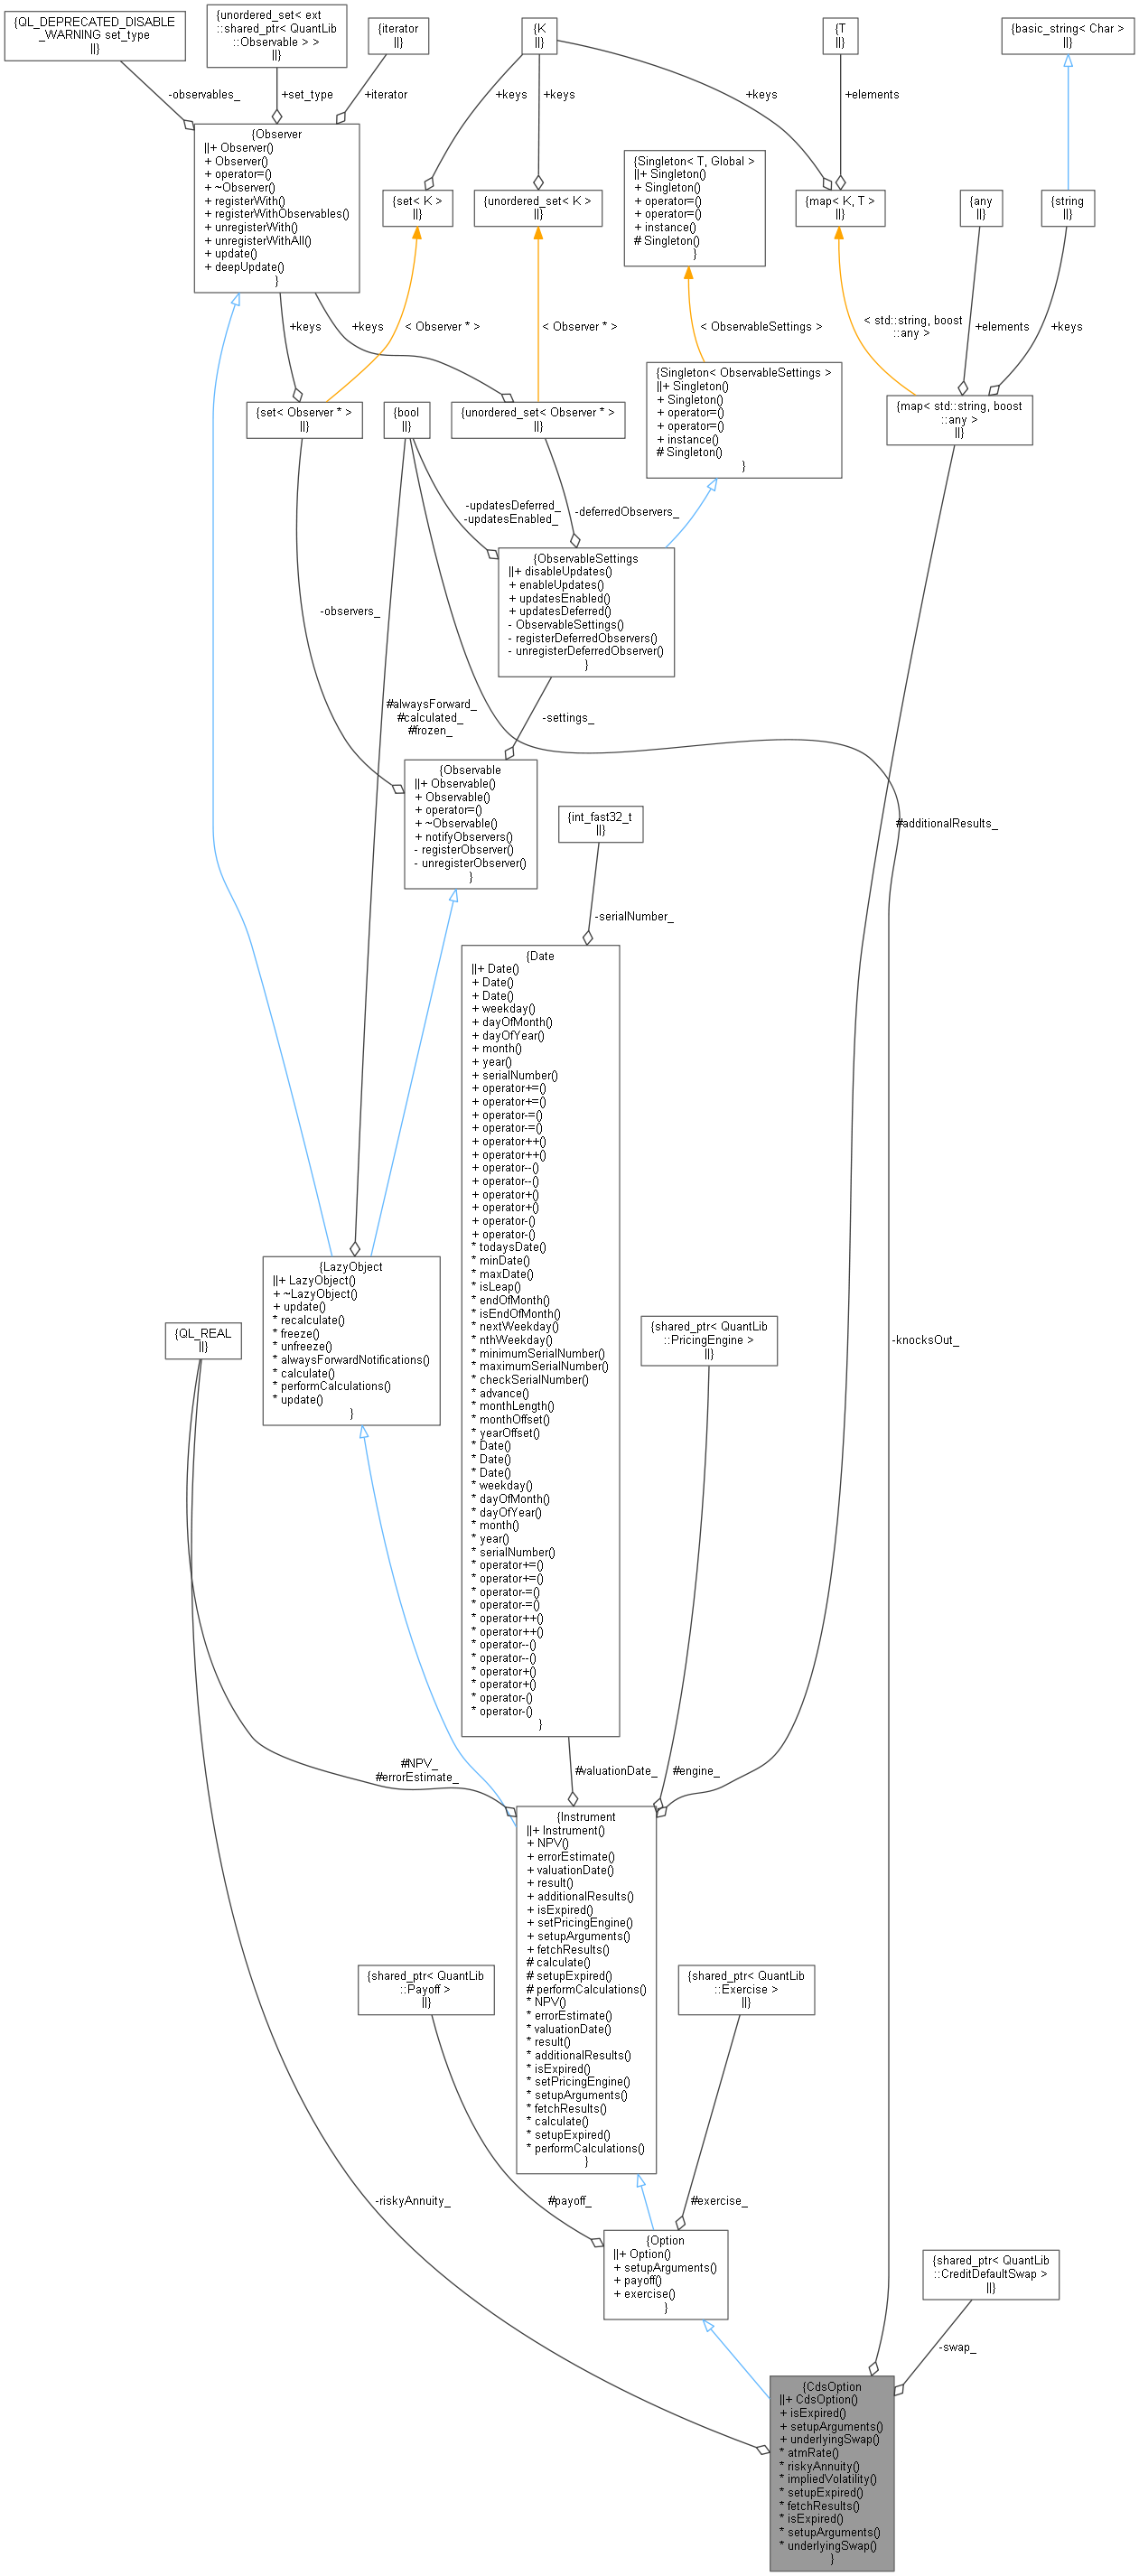 {QL_DEPRECATED_DISABLE
_WARNING set_type
||}
{unordered_set< ext
::shared_ptr< QuantLib
::Observable > >
||}
{iterator
||}
{K
||}
{T
||}
{basic_string< Char >
||}
-observables_
+set_type
+iterator
+keys
+keys
+keys
+elements
{Observer
||+ Observer()
+ Observer()
+ operator=()
+ ~Observer()
+ registerWith()
+ registerWithObservables()
+ unregisterWith()
+ unregisterWithAll()
+ update()
+ deepUpdate()
}
{set< K >
||}
{unordered_set< K >
||}
{Singleton< T, Global >
||+ Singleton()
+ Singleton()
+ operator=()
+ operator=()
+ instance()
# Singleton()
}
{map< K, T >
||}
{any
||}
{string
||}
+keys
+keys
< Observer * >
< Observer * >
< ObservableSettings >
< std::string, boost
::any >
+elements
+keys
{set< Observer * >
||}
{bool
||}
{unordered_set< Observer * >
||}
{Singleton< ObservableSettings >
||+ Singleton()
+ Singleton()
+ operator=()
+ operator=()
+ instance()
# Singleton()
}
{map< std::string, boost
::any >
||}
-updatesDeferred_
-updatesEnabled_
-deferredObservers_
{ObservableSettings
||+ disableUpdates()
+ enableUpdates()
+ updatesEnabled()
+ updatesDeferred()
- ObservableSettings()
- registerDeferredObservers()
- unregisterDeferredObserver()
}
-observers_
#alwaysForward_
#calculated_
#frozen_
-settings_
{Observable
||+ Observable()
+ Observable()
+ operator=()
+ ~Observable()
+ notifyObservers()
- registerObserver()
- unregisterObserver()
}
{int_fast32_t
||}
#additionalResults_
-serialNumber_
{Date
||+ Date()
+ Date()
+ Date()
+ weekday()
+ dayOfMonth()
+ dayOfYear()
+ month()
+ year()
+ serialNumber()
+ operator+=()
+ operator+=()
+ operator-=()
+ operator-=()
+ operator++()
+ operator++()
+ operator--()
+ operator--()
+ operator+()
+ operator+()
+ operator-()
+ operator-()
* todaysDate()
* minDate()
* maxDate()
* isLeap()
* endOfMonth()
* isEndOfMonth()
* nextWeekday()
* nthWeekday()
* minimumSerialNumber()
* maximumSerialNumber()
* checkSerialNumber()
* advance()
* monthLength()
* monthOffset()
* yearOffset()
* Date()
* Date()
* Date()
* weekday()
* dayOfMonth()
* dayOfYear()
* month()
* year()
* serialNumber()
* operator+=()
* operator+=()
* operator-=()
* operator-=()
* operator++()
* operator++()
* operator--()
* operator--()
* operator+()
* operator+()
* operator-()
* operator-()
}
{LazyObject
||+ LazyObject()
+ ~LazyObject()
+ update()
* recalculate()
* freeze()
* unfreeze()
* alwaysForwardNotifications()
* calculate()
* performCalculations()
* update()
}
{QL_REAL
||}
{shared_ptr< QuantLib
::PricingEngine >
||}
-knocksOut_
#NPV_
#errorEstimate_
#valuationDate_
#engine_
{Instrument
||+ Instrument()
+ NPV()
+ errorEstimate()
+ valuationDate()
+ result()
+ additionalResults()
+ isExpired()
+ setPricingEngine()
+ setupArguments()
+ fetchResults()
# calculate()
# setupExpired()
# performCalculations()
* NPV()
* errorEstimate()
* valuationDate()
* result()
* additionalResults()
* isExpired()
* setPricingEngine()
* setupArguments()
* fetchResults()
* calculate()
* setupExpired()
* performCalculations()
}
{shared_ptr< QuantLib
::Payoff >
||}
{shared_ptr< QuantLib
::Exercise >
||}
-riskyAnnuity_
#payoff_
#exercise_
{Option
||+ Option()
+ setupArguments()
+ payoff()
+ exercise()
}
{shared_ptr< QuantLib
::CreditDefaultSwap >
||}
-swap_
{CdsOption
||+ CdsOption()
+ isExpired()
+ setupArguments()
+ underlyingSwap()
* atmRate()
* riskyAnnuity()
* impliedVolatility()
* setupExpired()
* fetchResults()
* isExpired()
* setupArguments()
* underlyingSwap()
}